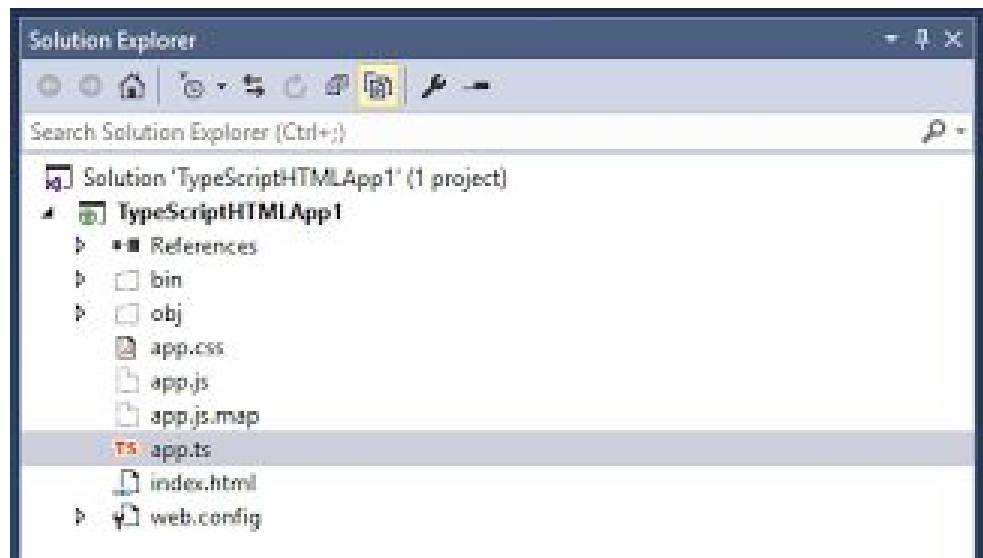 Solution Explorer
Search Solution Explorer (Ctrl+;)
Solution 'TypeScriptHTMLApp1' (1 project)
TypeScriptHTMLApp1
References
bin
obj
app.css
app.js
app.js.map
TS app.ts
index.html
web.config